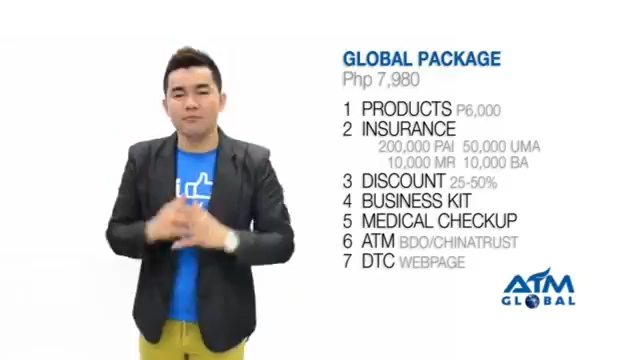 GLOBAL PACKAGE
Php 7,980
1 PRODUCTS P6,000
2 INSURANCE
200,000 PAI 50,000 UMA
10,000 MR 10,000 BA
3 DISCOUNT 25-50%
4 BUSINESS KIT
5 MEDICAL CHECKUP
6 ATM BDO/CHINATRUST
7 DTC WEBPAGE
ATM
GLOBAL